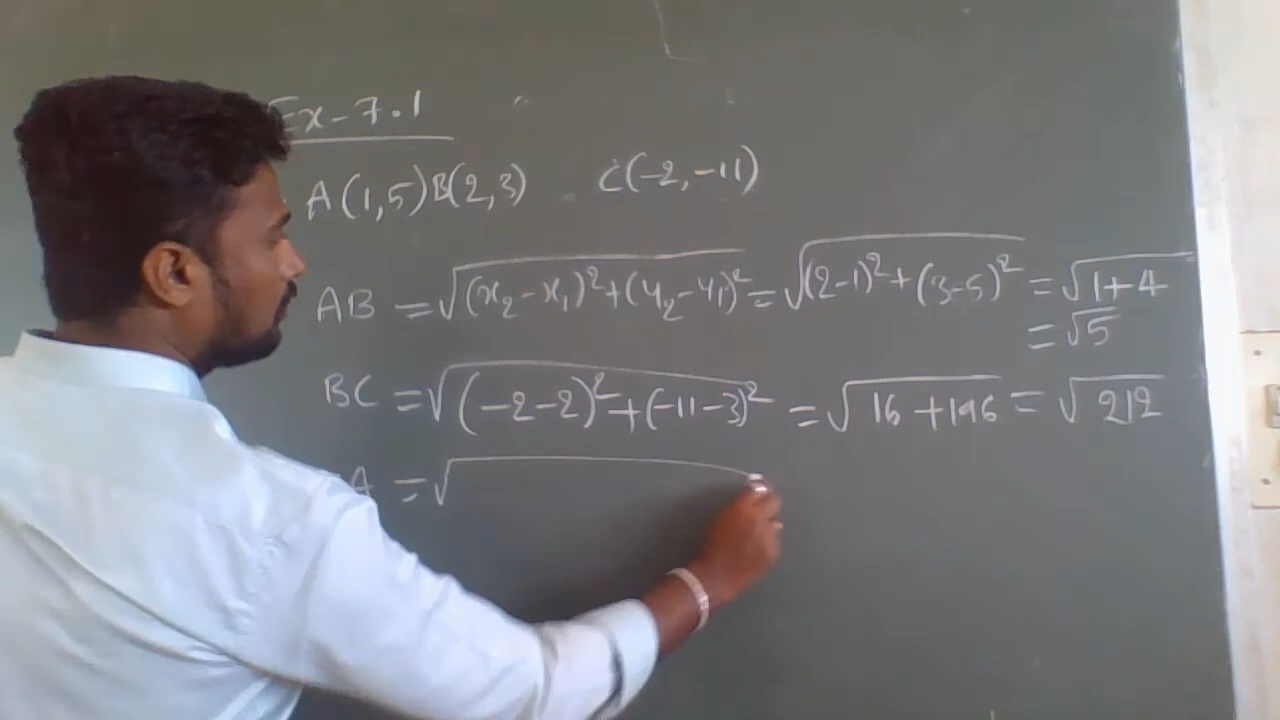 Ex-7.1
A(1,5) B(2,3) C(-2,-11)
AB = √(x₂-x₁)²+(y₂-y₁)² = √(2-1)²+(3-5)² = √1+4
= √5
BC = √(-2-2)²+(-11-3)² = √16+196 = √212
A = √